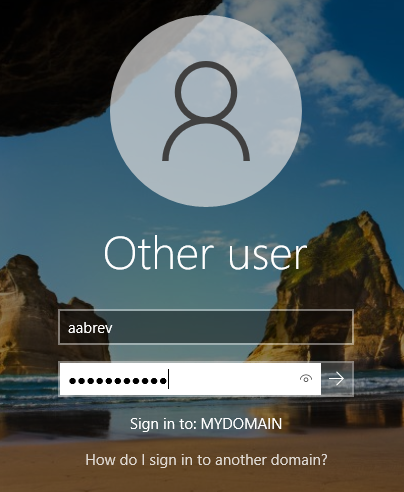 Other user
aabrev
●●●●●●●●●●●
Sign in to: MYDOMAIN
How do I sign in to another domain?